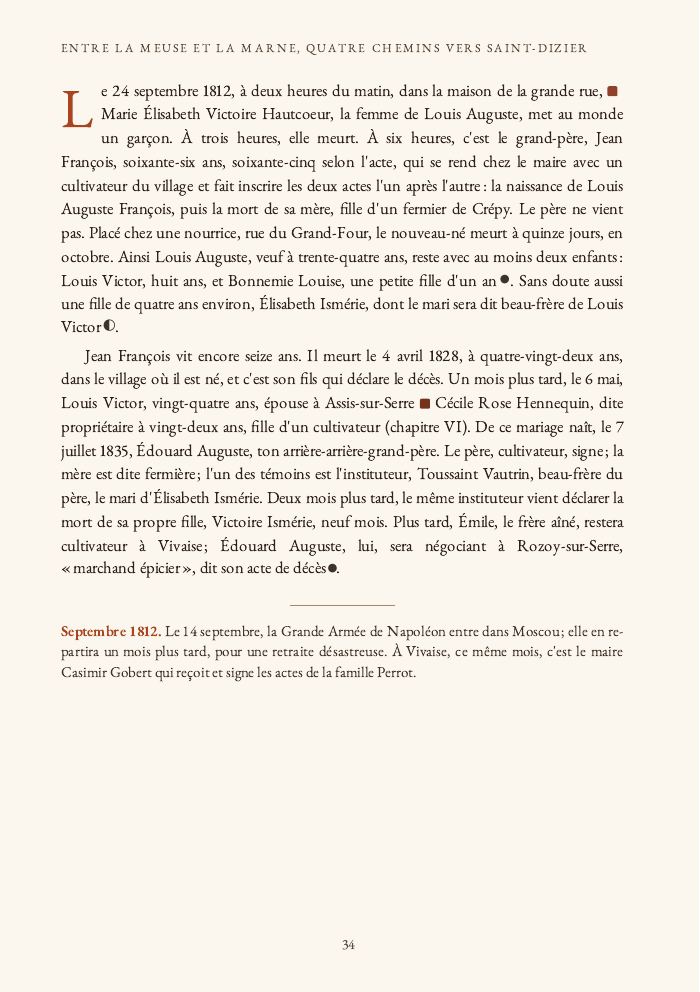 ENTRE LA MEUSE ET LA MARNE, QUATRE CHEMINS VERS SAINT-DIZIER
Le 24 septembre 1812, à deux heures du matin, dans la maison de la grande rue,
Marie Élisabeth Victoire Hautcoeur, la femme de Louis Auguste, met au monde
un garçon. À trois heures, elle meurt. À six heures, c'est le grand-père, Jean
François, soixante-six ans, soixante-cinq selon l'acte, qui se rend chez le maire avec un
cultivateur du village et fait inscrire les deux actes l'un après l'autre : la naissance de Louis
Auguste François, puis la mort de sa mère, fille d'un fermier de Crépy. Le père ne vient
pas. Placé chez une nourrice, rue du Grand-Four, le nouveau-né meurt à quinze jours, en
octobre. Ainsi Louis Auguste, veuf à trente-quatre ans, reste avec au moins deux enfants :
Louis Victor, huit ans, et Bonnemie Louise, une petite fille d'un an ●. Sans doute aussi
une fille de quatre ans environ, Élisabeth Ismérie, dont le mari sera dit beau-frère de Louis
Victor ◐.
Jean François vit encore seize ans. Il meurt le 4 avril 1828, à quatre-vingt-deux ans,
dans le village où il est né, et c'est son fils qui déclare le décès. Un mois plus tard, le 6 mai,
Louis Victor, vingt-quatre ans, épouse à Assis-sur-Serre ■ Cécile Rose Hennequin, dite
propriétaire à vingt-deux ans, fille d'un cultivateur (chapitre VI). De ce mariage naît, le 7
juillet 1835, Édouard Auguste, ton arrière-arrière-grand-père. Le père, cultivateur, signe ; la
mère est dite fermière ; l'un des témoins est l'instituteur, Toussaint Vautrin, beau-frère du
père, le mari d'Élisabeth Ismérie. Deux mois plus tard, le même instituteur vient déclarer la
mort de sa propre fille, Victoire Ismérie, neuf mois. Plus tard, Émile, le frère aîné, restera
cultivateur à Vivaise ; Édouard Auguste, lui, sera négociant à Rozoy-sur-Serre,
« marchand épicier », dit son acte de décès ●.
Septembre 1812. Le 14 septembre, la Grande Armée de Napoléon entre dans Moscou ; elle en re-
partira un mois plus tard, pour une retraite désastreuse. À Vivaise, ce même mois, c'est le maire
Casimir Gobert qui reçoit et signe les actes de la famille Perrot.
34